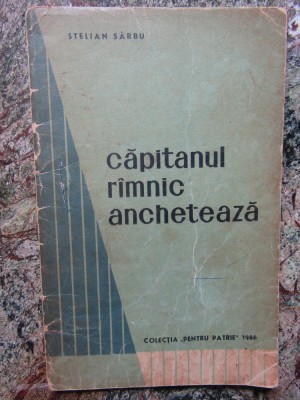 STELIAN SÂRBU
căpitanul
rîmnic
anchetează
COLECȚIA „PENTRU PATRIE" 1966